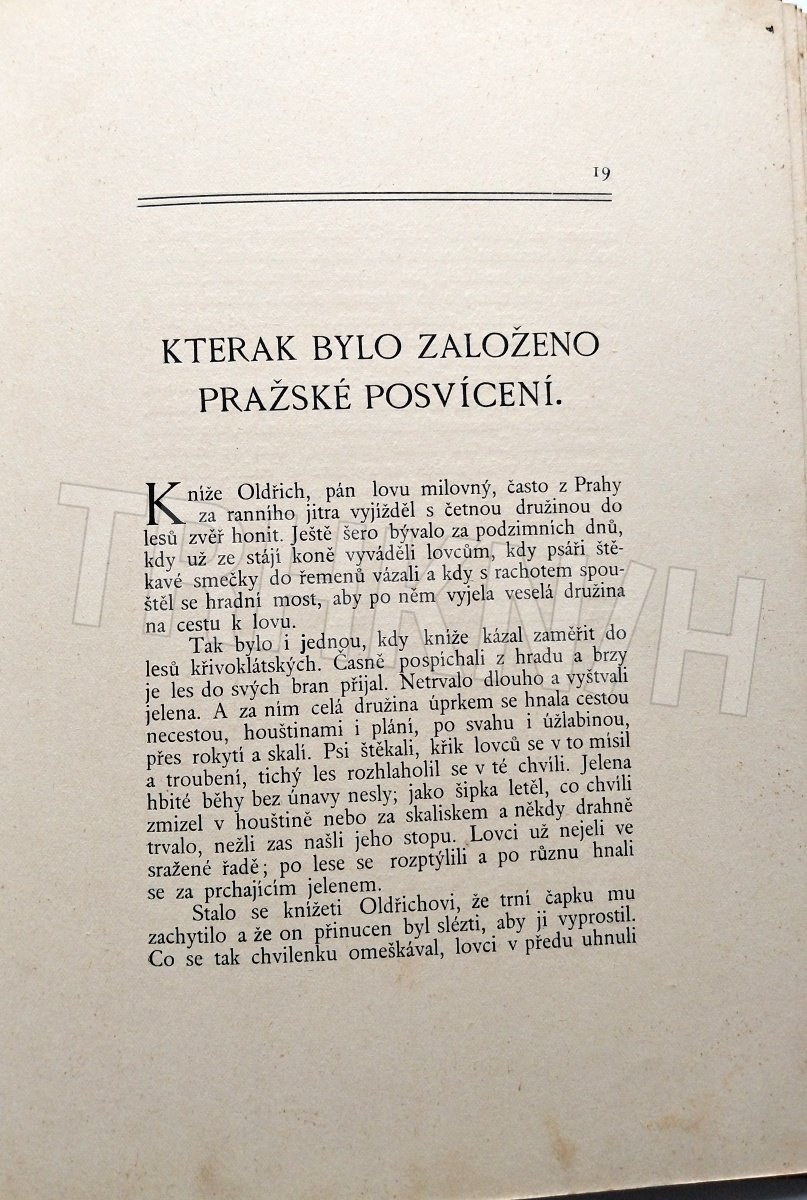 19
KTERAK BYLO ZALOŽENO
PRAŽSKÉ POSVÍCENÍ.
Kníže Oldřich, pán lovu milovný, často z Prahy
za ranního jitra vyjížděl s četnou družinou do
lesů zvěř honit. Ještě šero bývalo za podzimních dnů,
kdy už ze stájí koně vyváděli lovcům, kdy psáři ště-
kavé smečky do řemenů vázali a kdy s rachotem spou-
štěl se hradní most, aby po něm vyjela veselá družina
na cestu k lovu.
Tak bylo i jednou, kdy kníže kázal zaměřit do
lesů křivoklátských. Časně pospíchali z hradu a brzy
je les do svých bran přijal. Netrvalo dlouho a vyštvali
jelena. A za ním celá družina úprkem se hnala cestou
necestou, houštinami i plání, po svahu i úžlabinou,
přes rokytí a skalí. Psi štěkali, křik lovců se v to mísil
a troubení, tichý les rozhlaholil se v té chvíli. Jelena
hbité běhy bez únavy nesly; jako šipka letěl, co chvíli
zmizel v houštině nebo za skaliskem a někdy drahně
trvalo, nežli zas našli jeho stopu. Lovci už nejeli ve
sražené řadě; po lese se rozptýlili a po různu hnali
se za prchajícím jelenem.
Stalo se knížeti Oldřichovi, že trní čapku mu
zachytilo a že on přinucen byl slézti, aby ji vyprostil.
Co se tak chvilenku omeškával, lovci v předu uhnuli